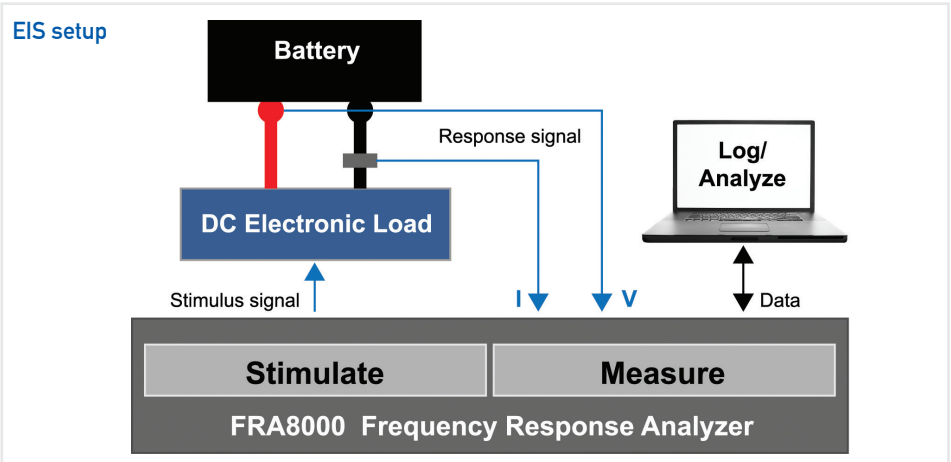 EIS setup
Battery
Response signal
Log/
Analyze
DC Electronic Load
Stimulus signal
I
V
Data
Stimulate
Measure
FRA8000 Frequency Response Analyzer